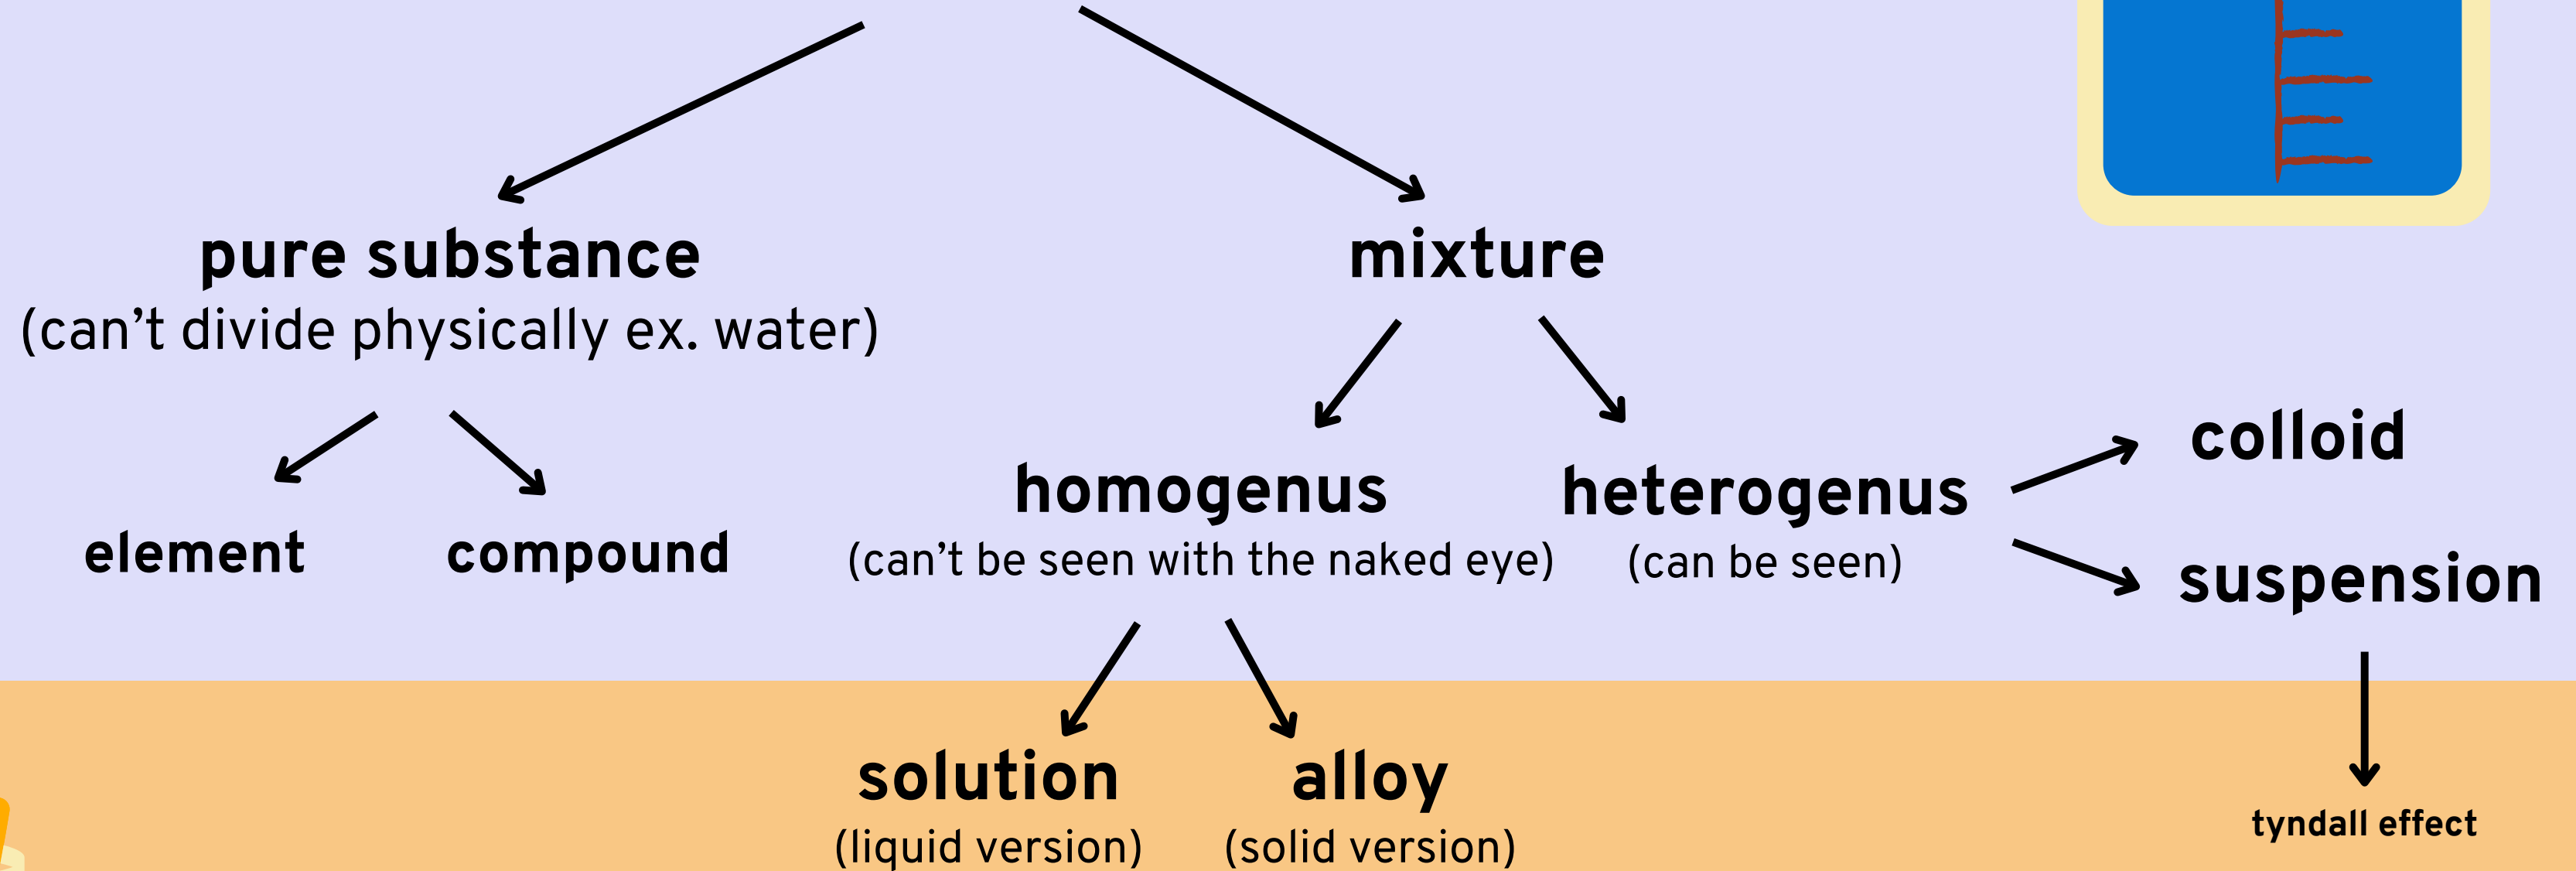 pure substance
(can't divide physically ex. water)
element
compound
mixture
homogenus
(can't be seen with the naked eye)
heterogenus
(can be seen)
colloid
suspension
solution
(liquid version)
alloy
(solid version)
tyndall effect